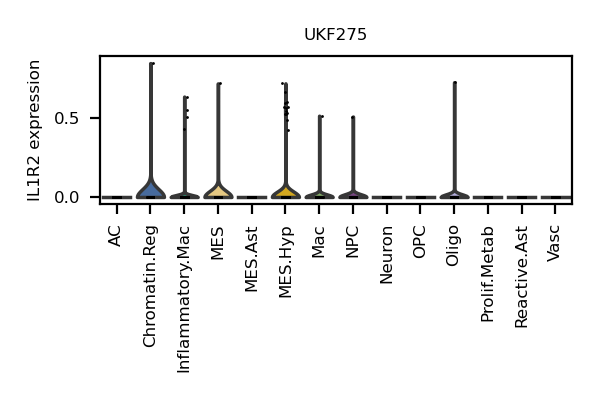 UKF275
IL1R2 expression
0.5
0.0
AC
Chromatin.Reg
Inflammatory.Mac
MES
MES.Ast
MES.Hyp
Mac
NPC
Neuron
OPC
Oligo
Prolif.Metab
Reactive.Ast
Vasc